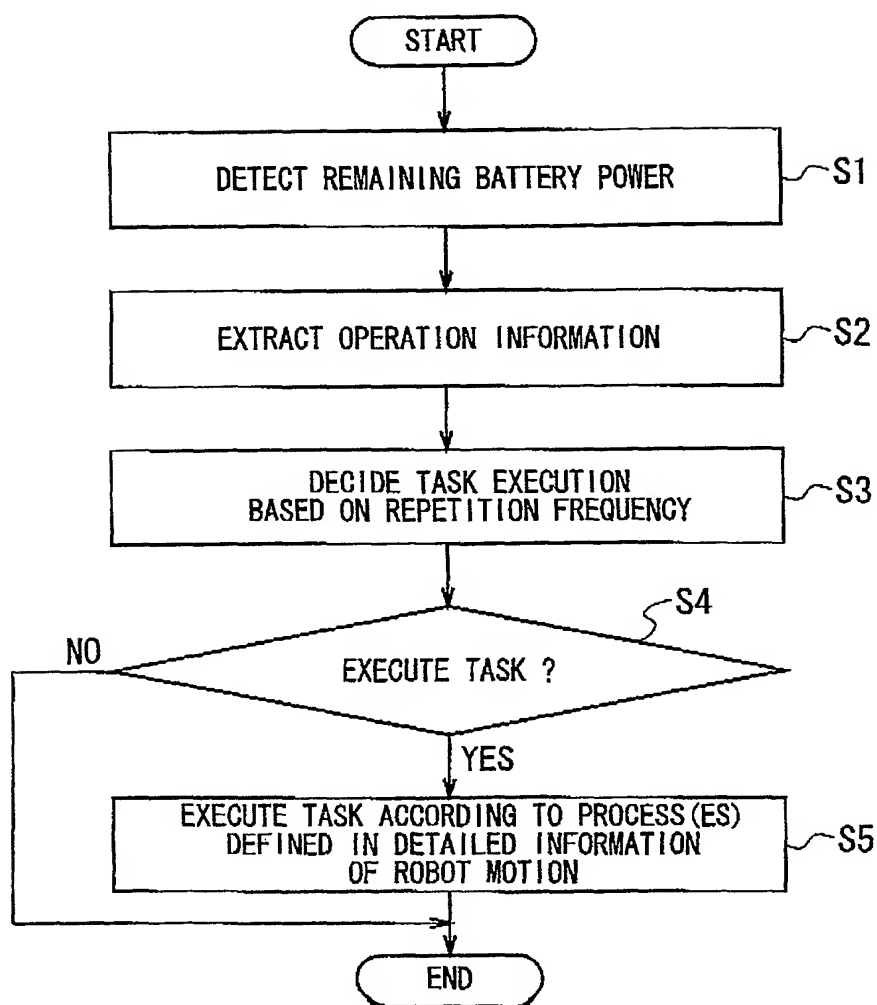 START
DETECT REMAINING BATTERY POWER
S1
EXTRACT OPERATION INFORMATION
S2
DECIDE TASK EXECUTION
BASED ON REPETITION FREQUENCY
S3
S4
NO
EXECUTE TASK ?
YES
EXECUTE TASK ACCORDING TO PROCESS(ES)
DEFINED IN DETAILED INFORMATION
OF ROBOT MOTION
S5
END